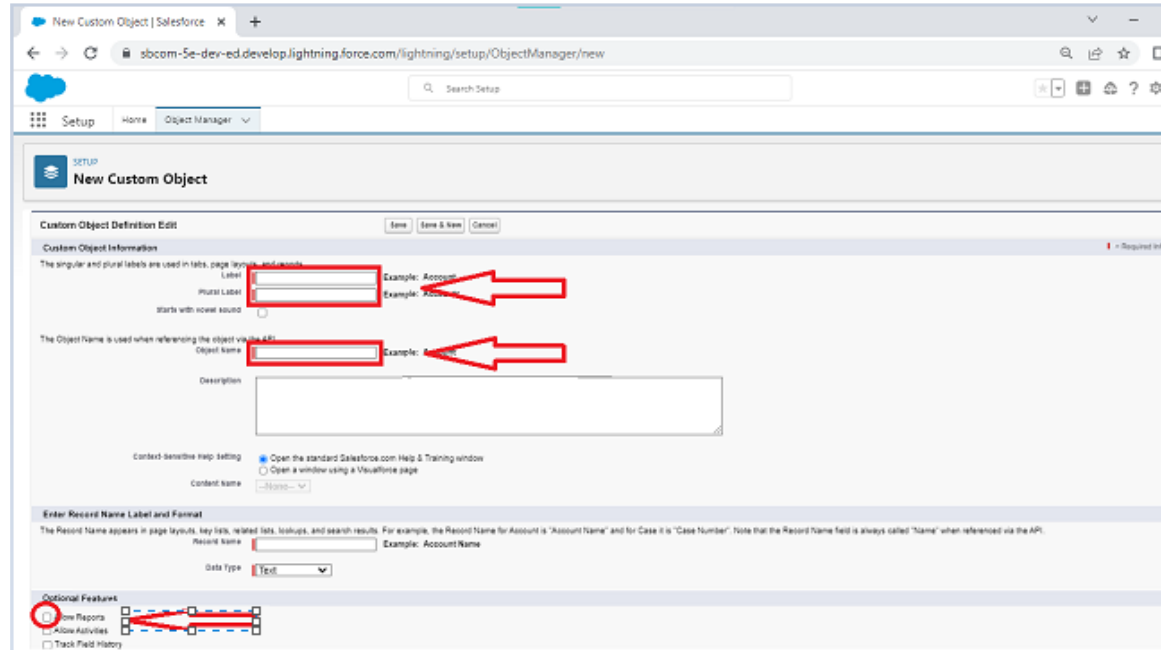 New Custom Object | Salesforce
sbcom-5e-dev-ed.develop.lightning.force.com/lightning/setup/ObjectManager/new
Search Setup
Setup Home Object Manager
SETUP
New Custom Object
Custom Object Definition Edit Save Save & New Cancel
Custom Object Information = Required In
The singular and plural labels are used in tabs, page layouts, and reports.
Label Example: Account
Plural Label Example:
Starts with vowel sound
The Object Name is used when referencing the object via the API.
Object Name Example:
Description
Context-Sensitive Help Setting Open the standard Salesforce.com Help & Training window
Open a window using a Visualforce page
Content Name --None--
Enter Record Name Label and Format
The Record Name appears in page layouts, key lists, related lists, lookups, and search results. For example, the Record Name for Account is "Account Name" and for Case it is "Case Number". Note that the Record Name field is always called "Name" when referenced via the API.
Record Name Example: Account Name
Data Type Text
Optional Features
Allow Reports
Allow Activities
Track Field History